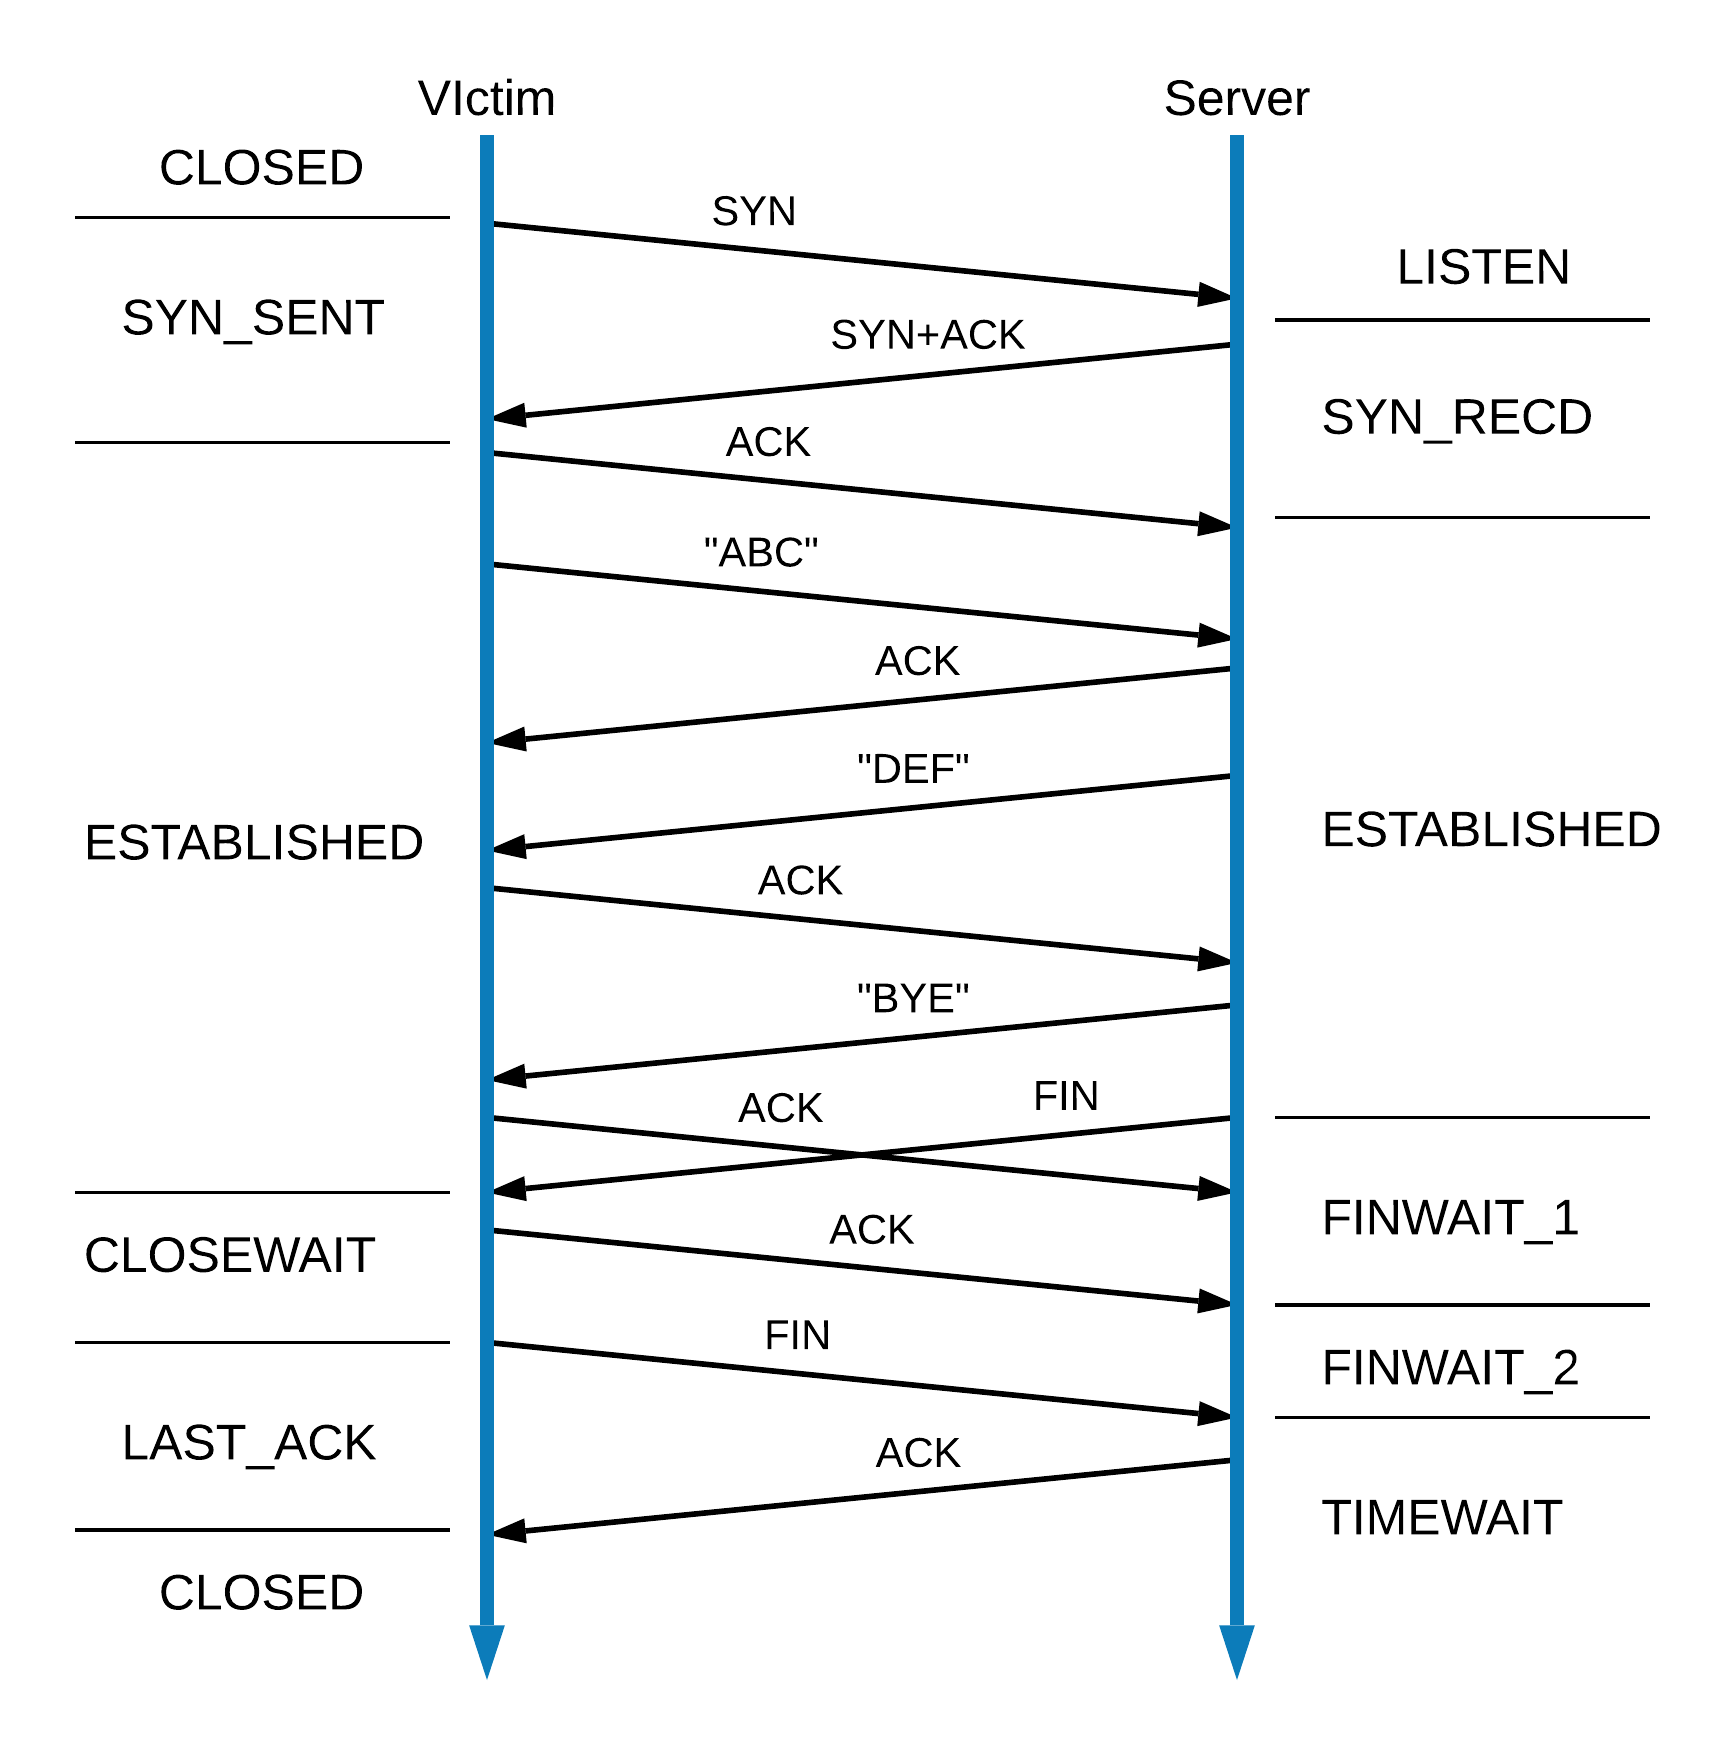 VIctim
Server
CLOSED
SYN
LISTEN
SYN_SENT
SYN+ACK
SYN_RECD
ACK
"ABC"
ACK
"DEF"
ESTABLISHED
ESTABLISHED
ACK
"BYE"
FIN
ACK
FINWAIT_1
ACK
CLOSEWAIT
FIN
FINWAIT_2
LAST_ACK
ACK
TIMEWAIT
CLOSED